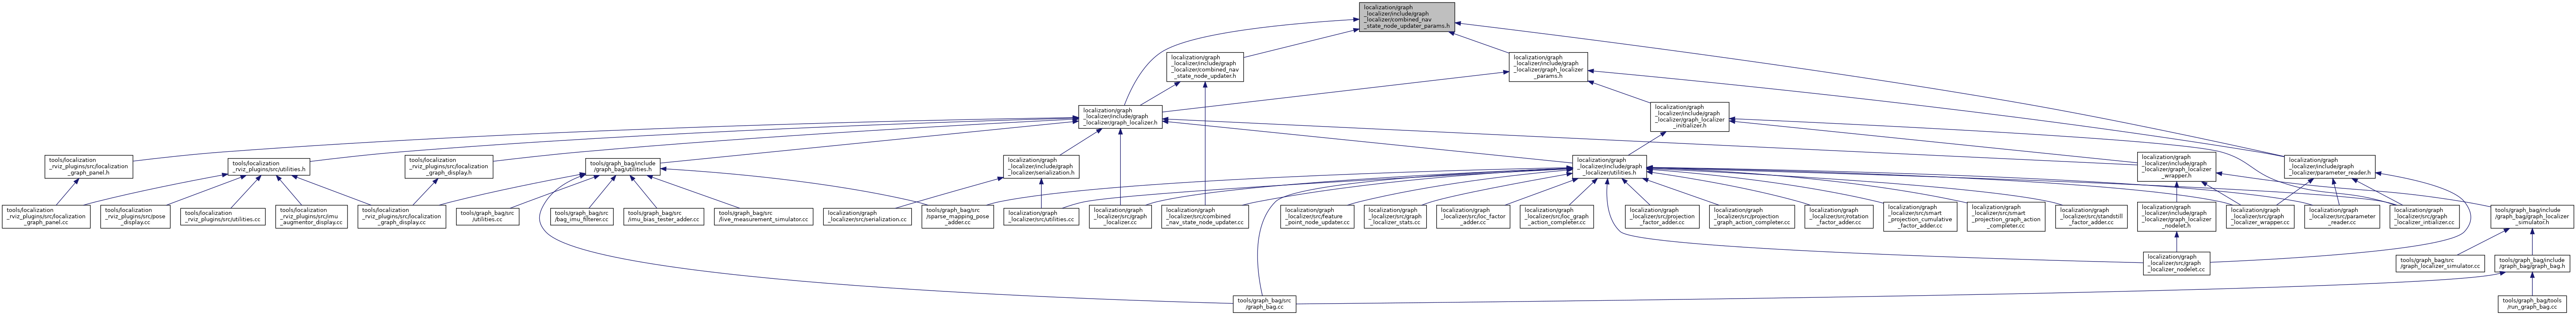 localization/graph
_localizer/include/graph
_localizer/combined_nav
_state_node_updater_params.h
localization/graph
_localizer/include/graph
_localizer/combined_nav
_state_node_updater.h
localization/graph
_localizer/include/graph
_localizer/graph_localizer
_params.h
localization/graph
_localizer/include/graph
_localizer/graph_localizer.h
localization/graph
_localizer/include/graph
_localizer/graph_localizer
_initializer.h
tools/localization
_rviz_plugins/src/localization
_graph_panel.h
tools/localization
_rviz_plugins/src/utilities.h
tools/localization
_rviz_plugins/src/localization
_graph_display.h
tools/graph_bag/include
/graph_bag/utilities.h
localization/graph
_localizer/include/graph
_localizer/serialization.h
localization/graph
_localizer/include/graph
_localizer/utilities.h
localization/graph
_localizer/include/graph
_localizer/graph_localizer
_wrapper.h
localization/graph
_localizer/include/graph
_localizer/parameter_reader.h
tools/localization
_rviz_plugins/src/localization
_graph_panel.cc
tools/localization
_rviz_plugins/src/pose
_display.cc
tools/localization
_rviz_plugins/src/utilities.cc
tools/localization
_rviz_plugins/src/imu
_augmentor_display.cc
tools/localization
_rviz_plugins/src/localization
_graph_display.cc
tools/graph_bag/src
/utilities.cc
tools/graph_bag/src
/bag_imu_filterer.cc
tools/graph_bag/src
/imu_bias_tester_adder.cc
tools/graph_bag/src
/live_measurement_simulator.cc
localization/graph
_localizer/src/serialization.cc
tools/graph_bag/src
/sparse_mapping_pose
_adder.cc
localization/graph
_localizer/src/utilities.cc
localization/graph
_localizer/src/graph
_localizer.cc
localization/graph
_localizer/src/combined
_nav_state_node_updater.cc
localization/graph
_localizer/src/feature
_point_node_updater.cc
localization/graph
_localizer/src/graph
_localizer_stats.cc
localization/graph
_localizer/src/loc_factor
_adder.cc
localization/graph
_localizer/src/loc_graph
_action_completer.cc
localization/graph
_localizer/src/projection
_factor_adder.cc
localization/graph
_localizer/src/projection
_graph_action_completer.cc
localization/graph
_localizer/src/rotation
_factor_adder.cc
localization/graph
_localizer/src/smart
_projection_cumulative
_factor_adder.cc
localization/graph
_localizer/src/smart
_projection_graph_action
_completer.cc
localization/graph
_localizer/src/standstill
_factor_adder.cc
localization/graph
_localizer/include/graph
_localizer/graph_localizer
_nodelet.h
localization/graph
_localizer/src/graph
_localizer_wrapper.cc
localization/graph
_localizer/src/parameter
_reader.cc
localization/graph
_localizer/src/graph
_localizer_intializer.cc
tools/graph_bag/include
/graph_bag/graph_localizer
_simulator.h
localization/graph
_localizer/src/graph
_localizer_nodelet.cc
tools/graph_bag/src
/graph_localizer_simulator.cc
tools/graph_bag/include
/graph_bag/graph_bag.h
tools/graph_bag/src
/graph_bag.cc
tools/graph_bag/tools
/run_graph_bag.cc